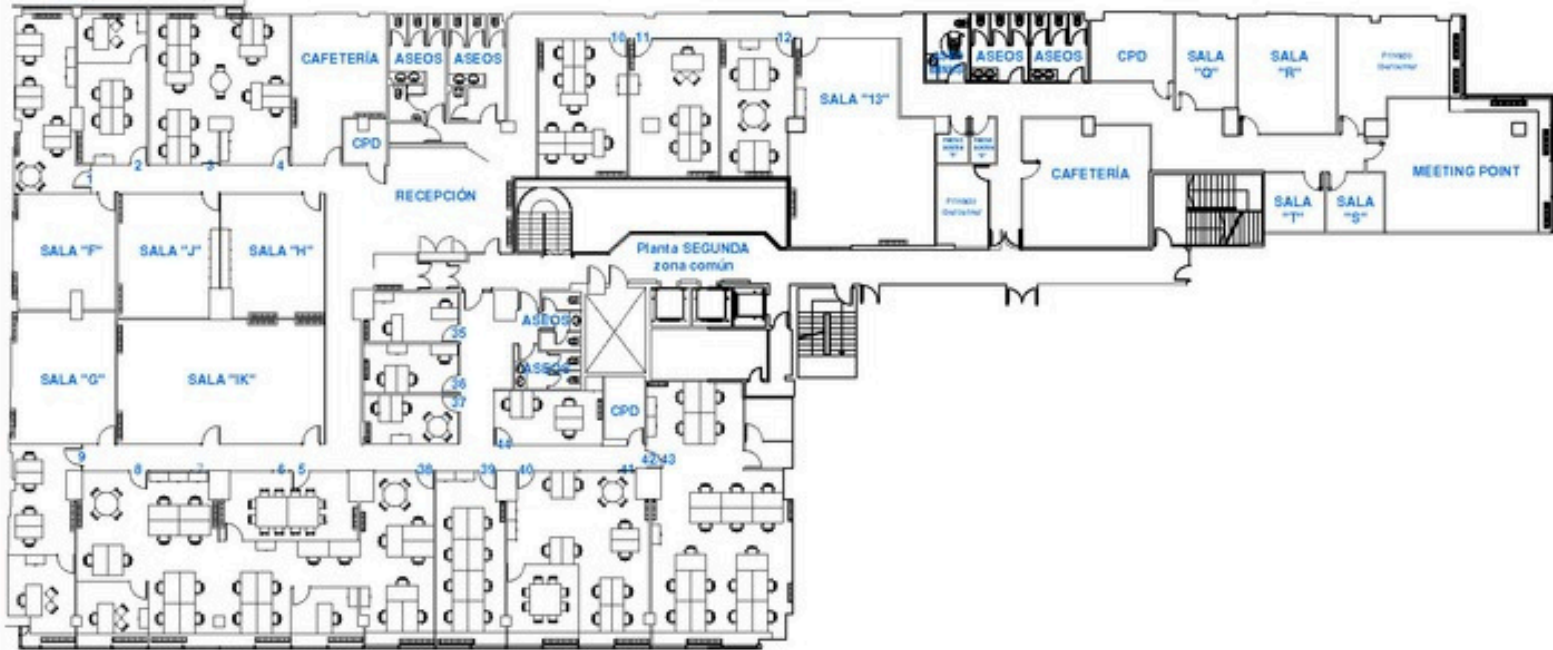 10
11
12
CAFETERÍA
ASEOS
ASEOS
ASEOS
ASEOS
CPD
SALA
"Q"
SALA
"R"
SALA "13"
CPD
1
2
3
4
RECEPCIÓN
CAFETERÍA
MEETING POINT
SALA
"T"
SALA
"S"
SALA "F"
SALA "J"
SALA "H"
Planta SEGUNDA
zona común
35
ASEOS
36
ASEOS
37
SALA "G"
SALA "IK"
CPD
44
9
8
7
6
5
38
39
40
41
42
43